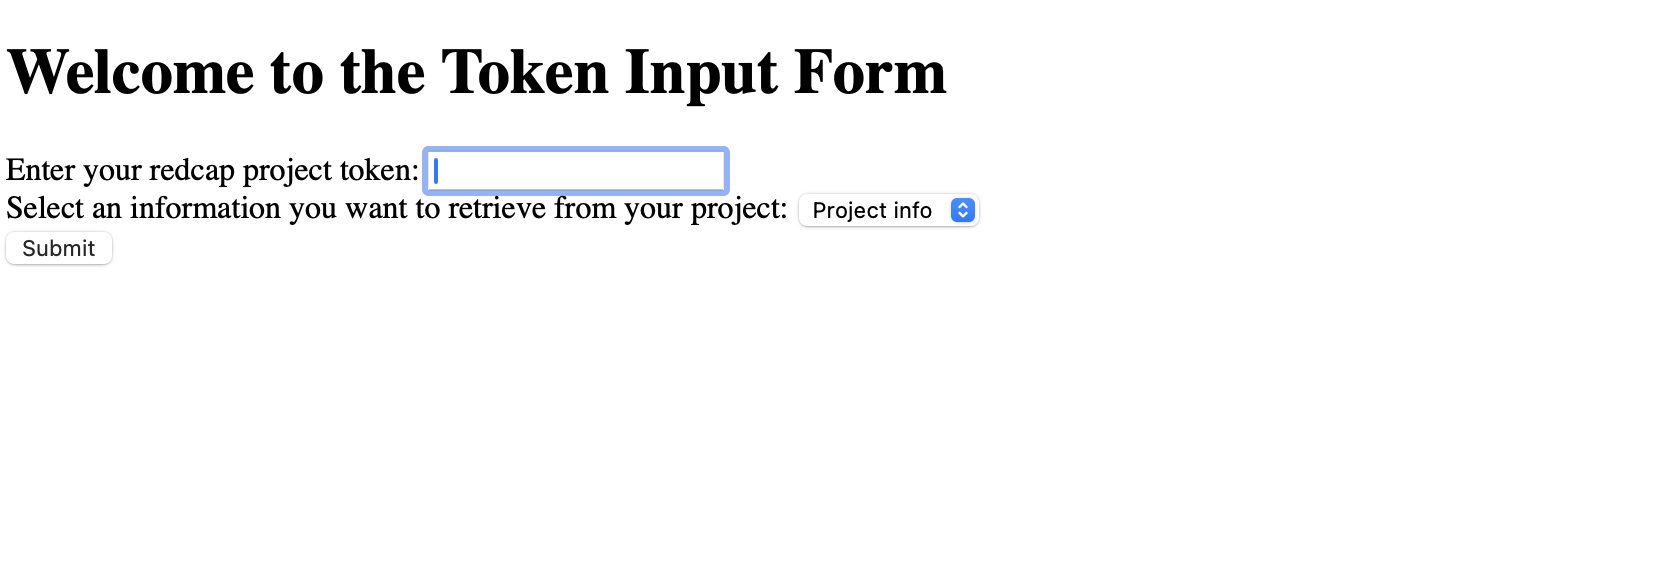 Welcome to the Token Input Form
Enter your redcap project token:
Select an information you want to retrieve from your project: Project info
Submit